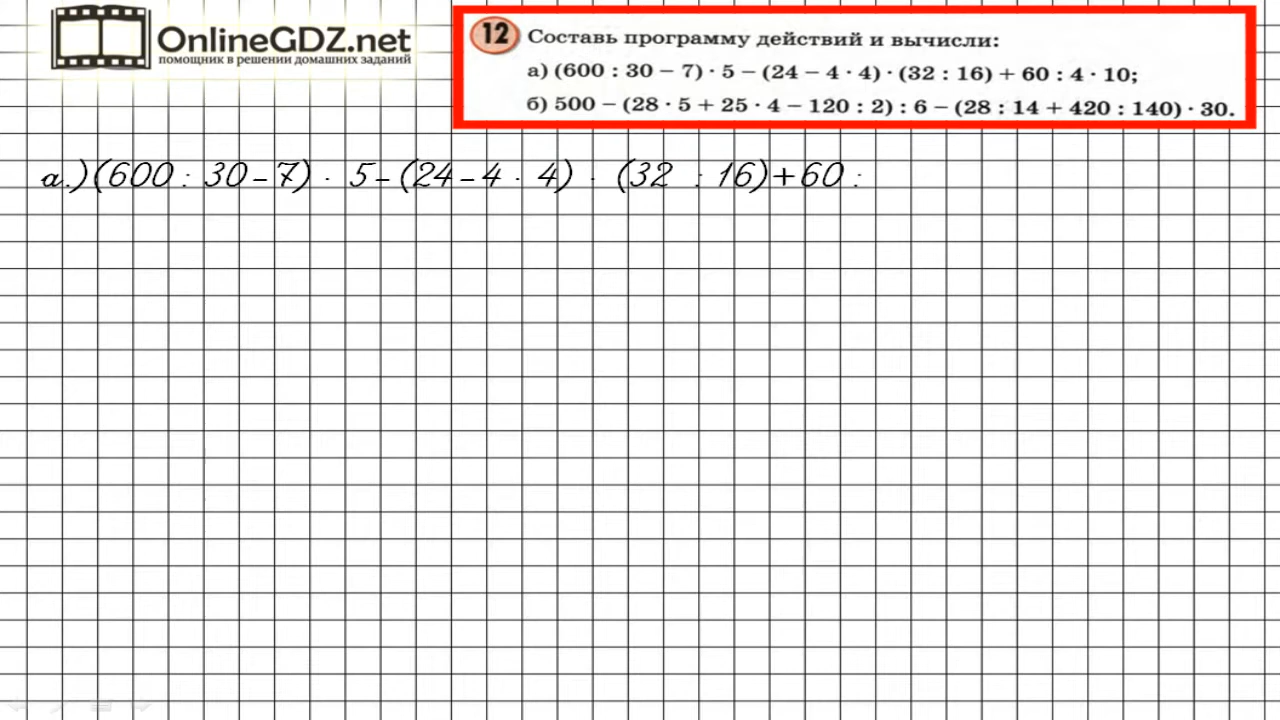 OnlineGDZ.net
помощник в решении домашних заданий
12 Составь программу действий и вычисли:
а) (600 : 30 − 7) · 5 − (24 − 4 · 4) · (32 : 16) + 60 : 4 · 10;
б) 500 − (28 · 5 + 25 · 4 − 120 : 2) : 6 − (28 : 14 + 420 : 140) · 30.
а.)(600 : 30-7) · 5-(24-4 · 4) · (32 : 16)+60 :